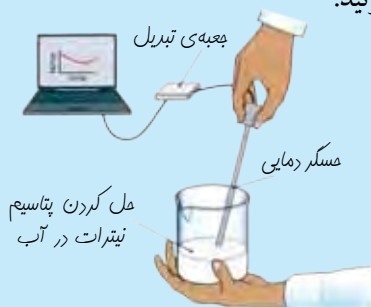 جعبه‌ی تبدیل
حسگر دمایی
حل کردن پتاسیم
نیترات در آب